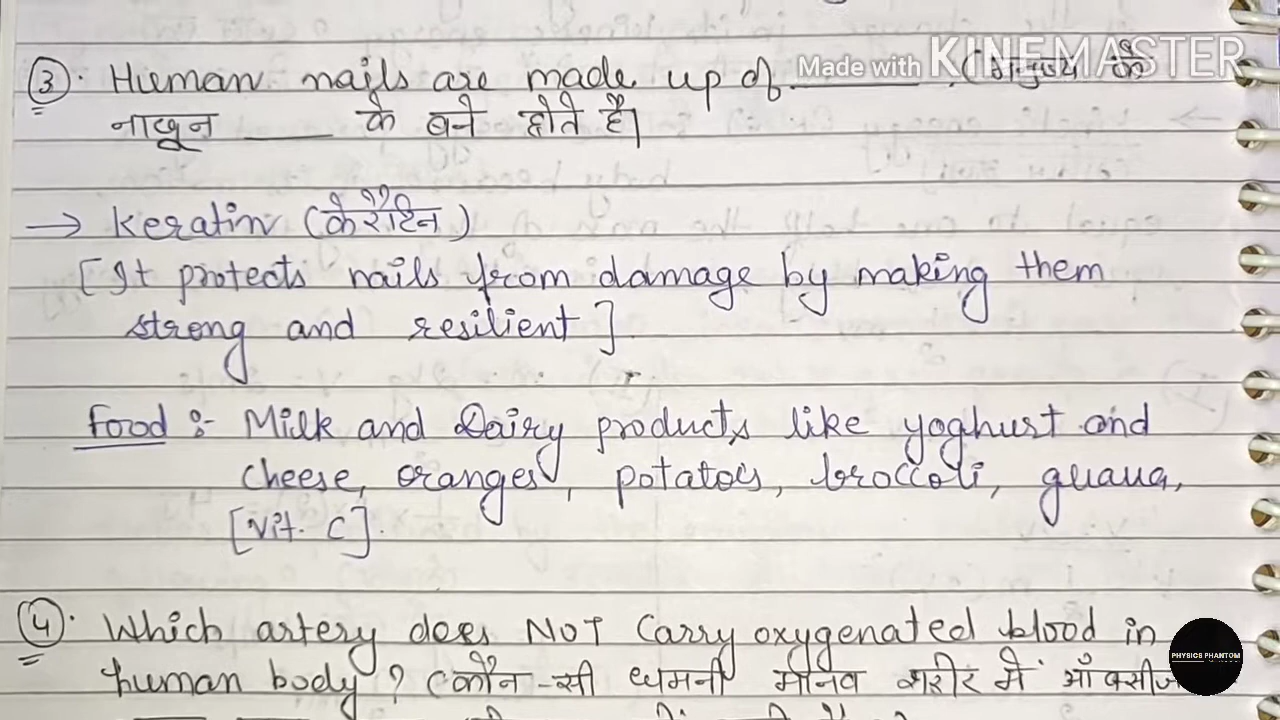 ③. Human nails are made up of ______. (मनुष्य के
नाखून ____ के बने होते हैं।
Made with KINEMASTER
→ Keratin (केराटिन)
[It protects nails from damage by making them
strong and resilient]
Food :- Milk and Dairy products like yoghurt and
cheese, oranges, potatoes, broccoli, guava,
[vit. C].
④. Which artery does NOT carry oxygenated blood in
human body? (कौन-सी धमनी मानव शरीर में
PHYSICS PHANTOM